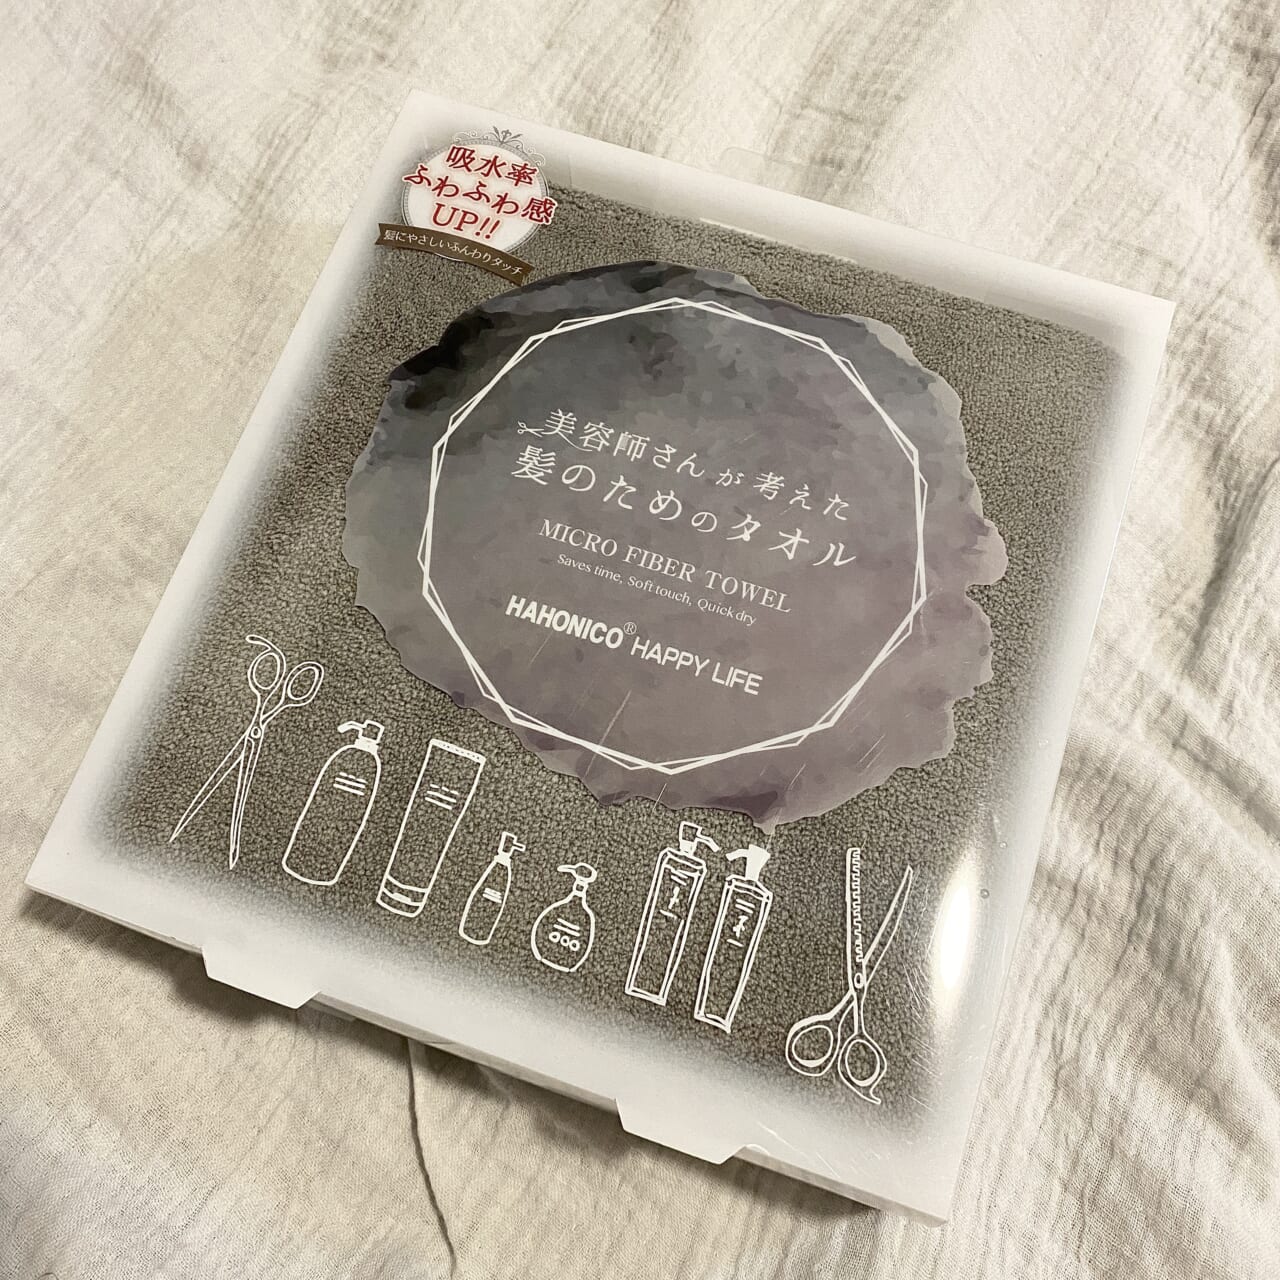 吸水率
ふわふわ感
UP!!
髪にやさしいふんわりタッチ
美容師さんが考えた
髪のためのタオル
MICRO FIBER TOWEL
Saves time, Soft touch, Quick dry
HAHONICO® HAPPY LIFE